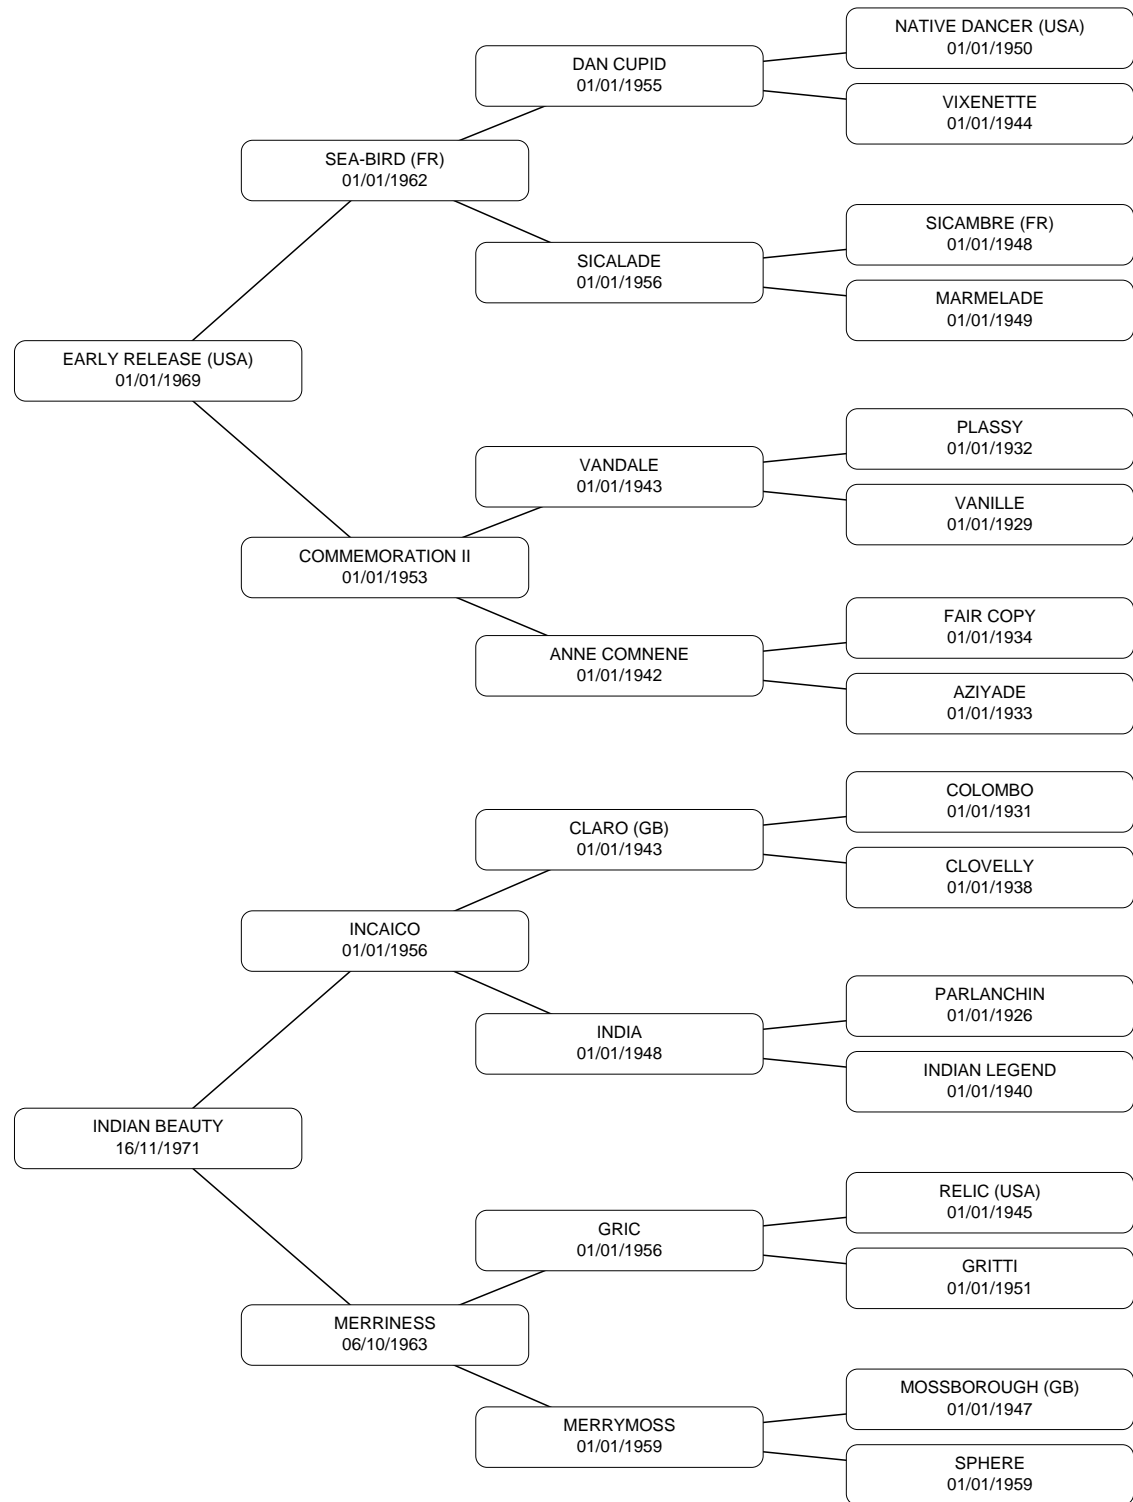 NATIVE DANCER (USA)
01/01/1950
DAN CUPID
01/01/1955
VIXENETTE
01/01/1944
SEA-BIRD (FR)
01/01/1962
SICAMBRE (FR)
01/01/1948
SICALADE
01/01/1956
MARMELADE
01/01/1949
EARLY RELEASE (USA)
01/01/1969
PLASSY
01/01/1932
VANDALE
01/01/1943
VANILLE
01/01/1929
COMMEMORATION II
01/01/1953
FAIR COPY
01/01/1934
ANNE COMNENE
01/01/1942
AZIYADE
01/01/1933
COLOMBO
01/01/1931
CLARO (GB)
01/01/1943
CLOVELLY
01/01/1938
INCAICO
01/01/1956
PARLANCHIN
01/01/1926
INDIA
01/01/1948
INDIAN LEGEND
01/01/1940
INDIAN BEAUTY
16/11/1971
RELIC (USA)
01/01/1945
GRIC
01/01/1956
GRITTI
01/01/1951
MERRINESS
06/10/1963
MOSSBOROUGH (GB)
01/01/1947
MERRYMOSS
01/01/1959
SPHERE
01/01/1959